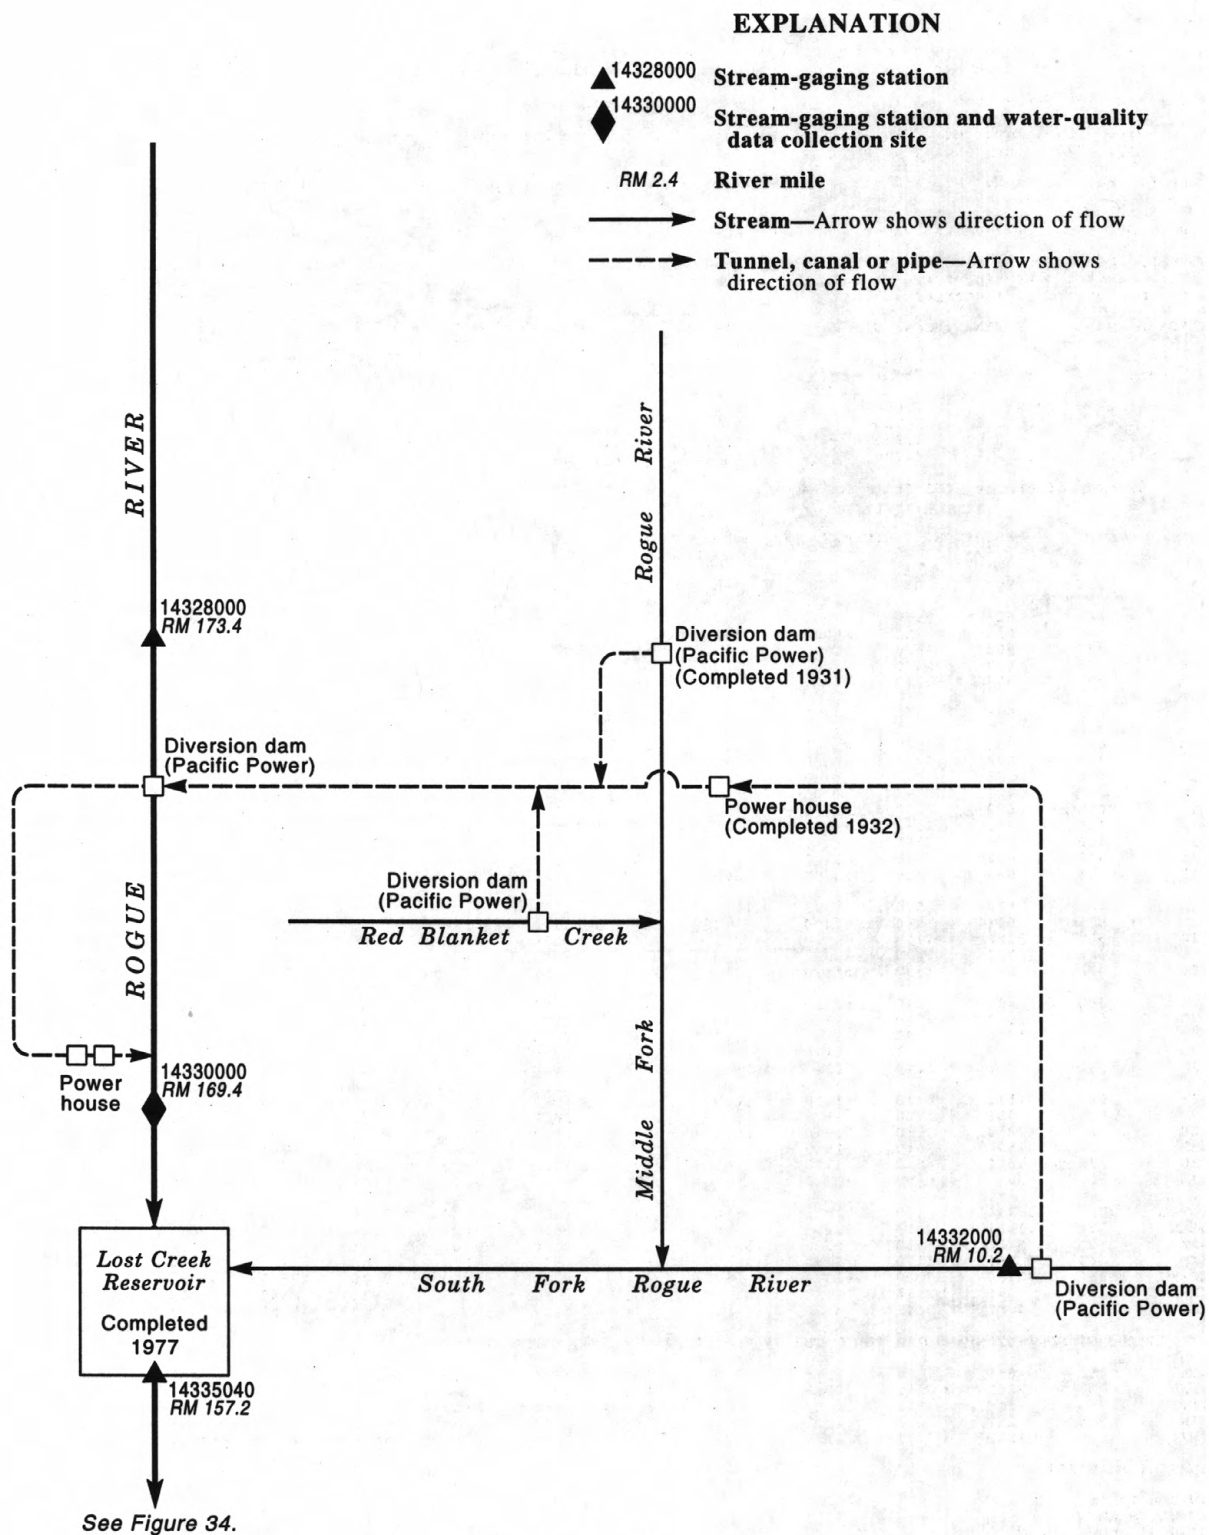 EXPLANATION
14328000 Stream-gaging station
14330000 Stream-gaging station and water-quality
data collection site
RM 2.4 River mile
Stream—Arrow shows direction of flow
Tunnel, canal or pipe—Arrow shows
direction of flow
RIVER
Rogue River
14328000
RM 173.4
Diversion dam
(Pacific Power)
(Completed 1931)
Diversion dam
(Pacific Power)
Power house
(Completed 1932)
Diversion dam
(Pacific Power)
Red Blanket Creek
ROGUE
Middle Fork
Power
house
14330000
RM 169.4
14332000
RM 10.2
Lost Creek
Reservoir
Completed
1977
South Fork Rogue River
Diversion dam
(Pacific Power)
14335040
RM 157.2
See Figure 34.